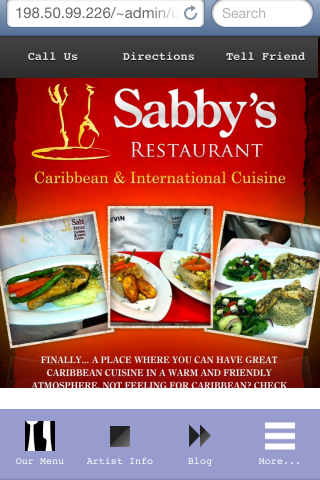 198.50.99.226/~admin/u
Search
Call Us
Directions
Tell Friend
Sabby's
RESTAURANT
Caribbean & International Cuisine
EVIN
FINALLY... A PLACE WHERE YOU CAN HAVE GREAT
CARIBBEAN CUISINE IN A WARM AND FRIENDLY
ATMOSPHERE. NOT FEELING FOR CARIBBEAN? CHECK
Our Menu
Artist Info
Blog
More...